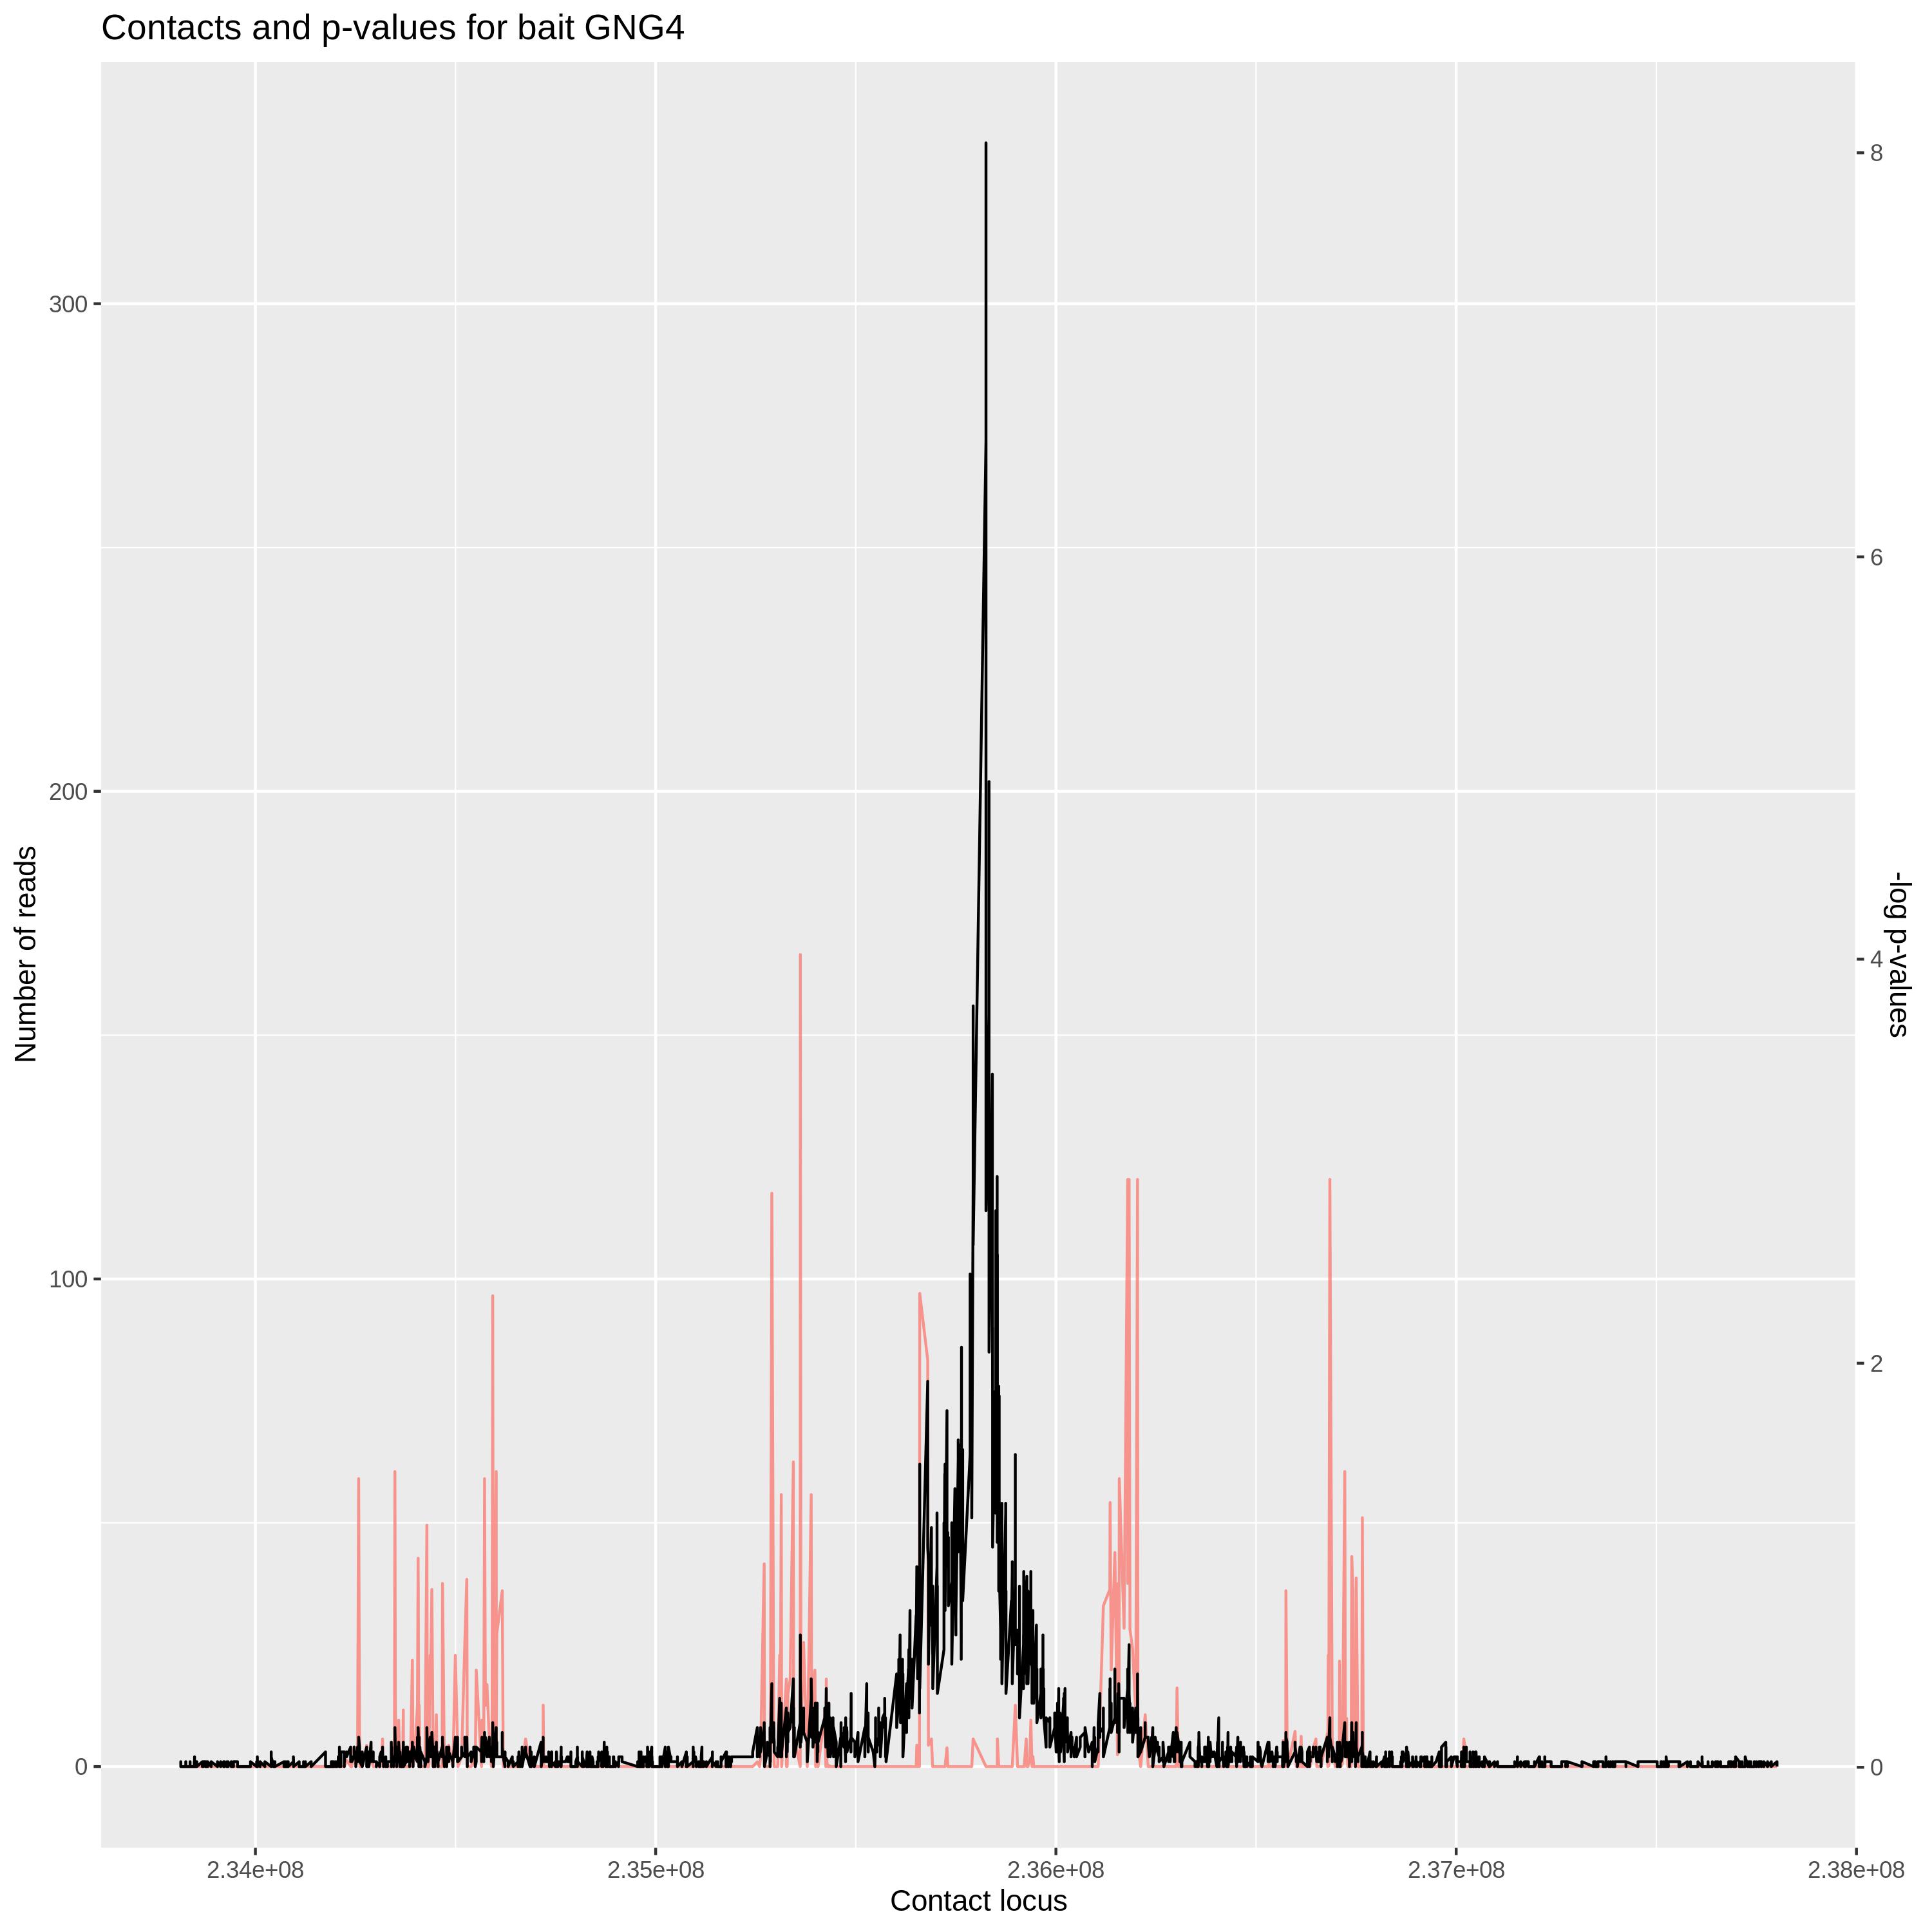 Contacts and p-values for bait GNG4
Number of reads
300
200
100
0
8
6
4
2
0
-log p-values
2.34e+08
2.35e+08
2.36e+08
2.37e+08
2.38e+08
Contact locus